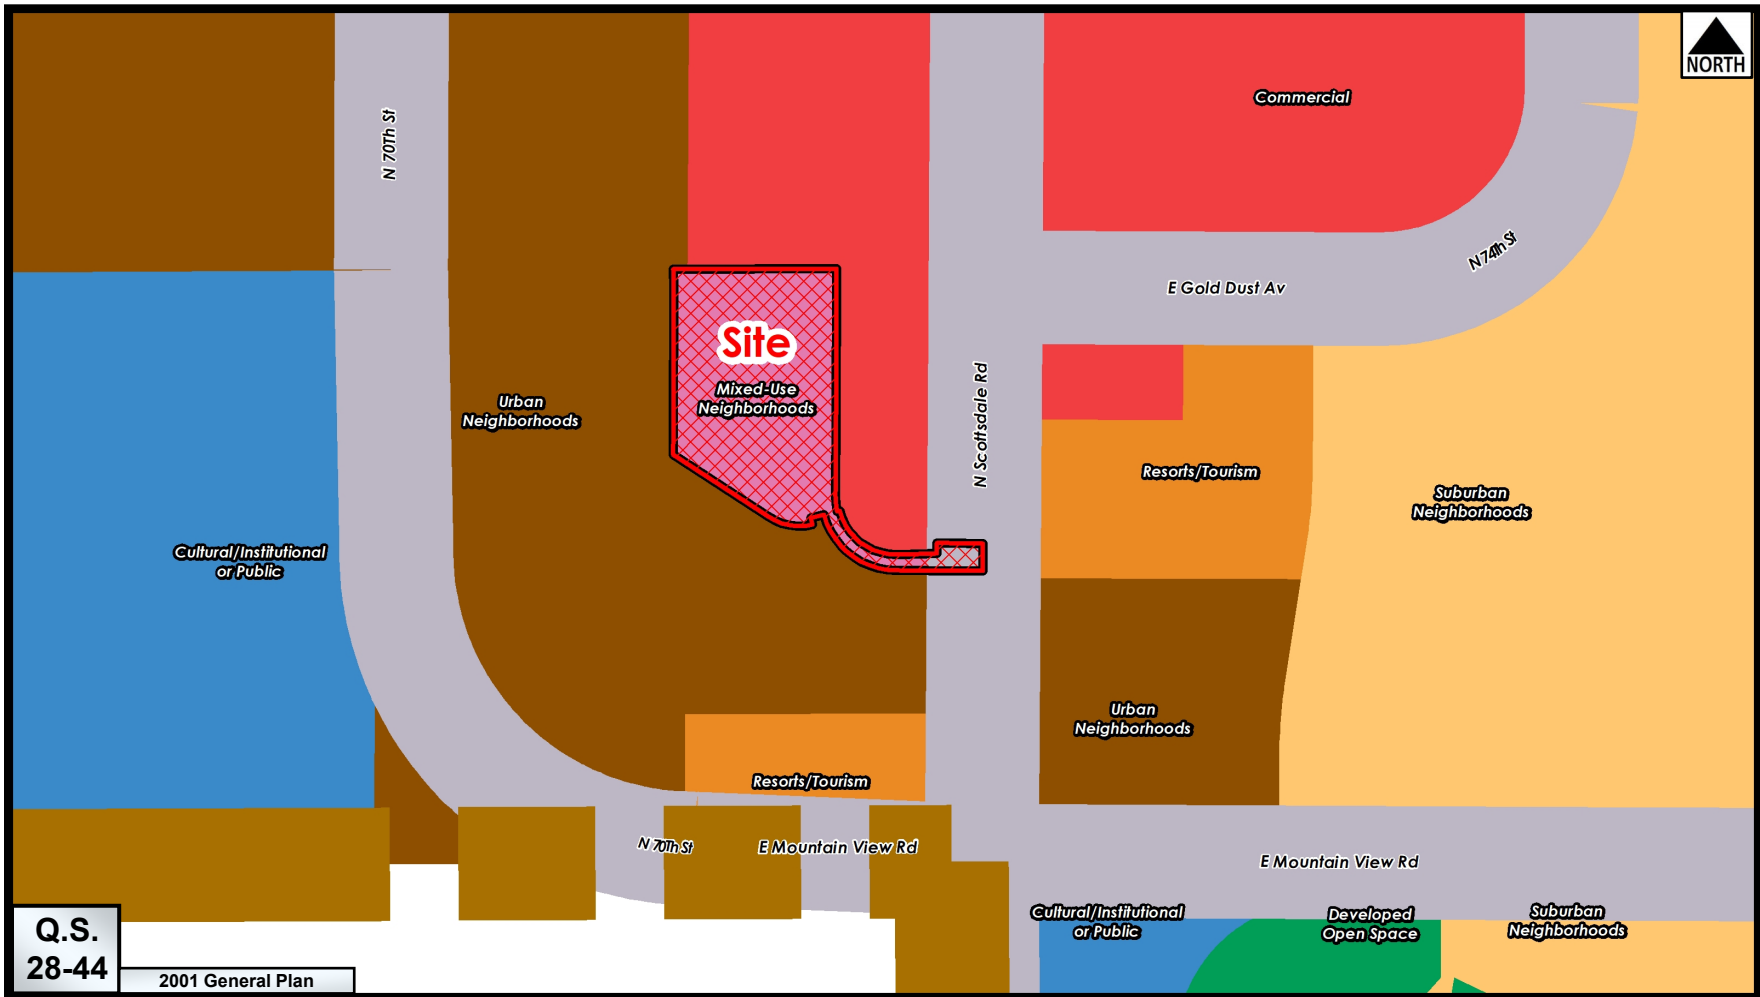 NORTH
Commercial
N 70Th St
N 74Th St
E Gold Dust Av
Site
Mixed-Use
Neighborhoods
N Scottsdale Rd
Urban
Neighborhoods
Resorts/Tourism
Suburban
Neighborhoods
Cultural/Institutional
or Public
Urban
Neighborhoods
Resorts/Tourism
N 70Th St
E Mountain View Rd
E Mountain View Rd
Cultural/Institutional
or Public
Developed
Open Space
Suburban
Neighborhoods
Q.S.
28-44
2001 General Plan